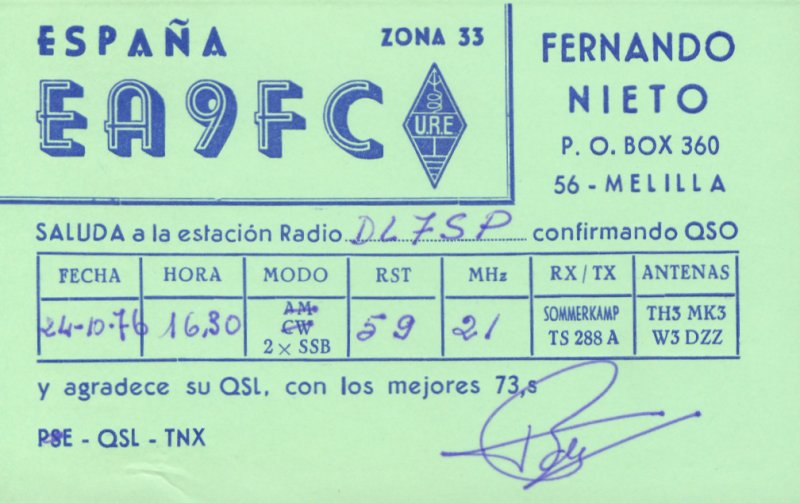 ESPAÑA ZONA 33
EA9FC U.R.E
FERNANDO
NIETO
P. O. BOX 360
56 - MELILLA
SALUDA a la estación Radio DL7SP confirmando QSO
FECHA HORA MODO RST MHz RX/TX ANTENAS
24-10-76 16,30 AM CW 2 x SSB 59 21 SOMMERKAMP TS 288 A TH3 MK3 W3 DZZ
y agradece su QSL, con los mejores 73,s
PSE - QSL - TNX